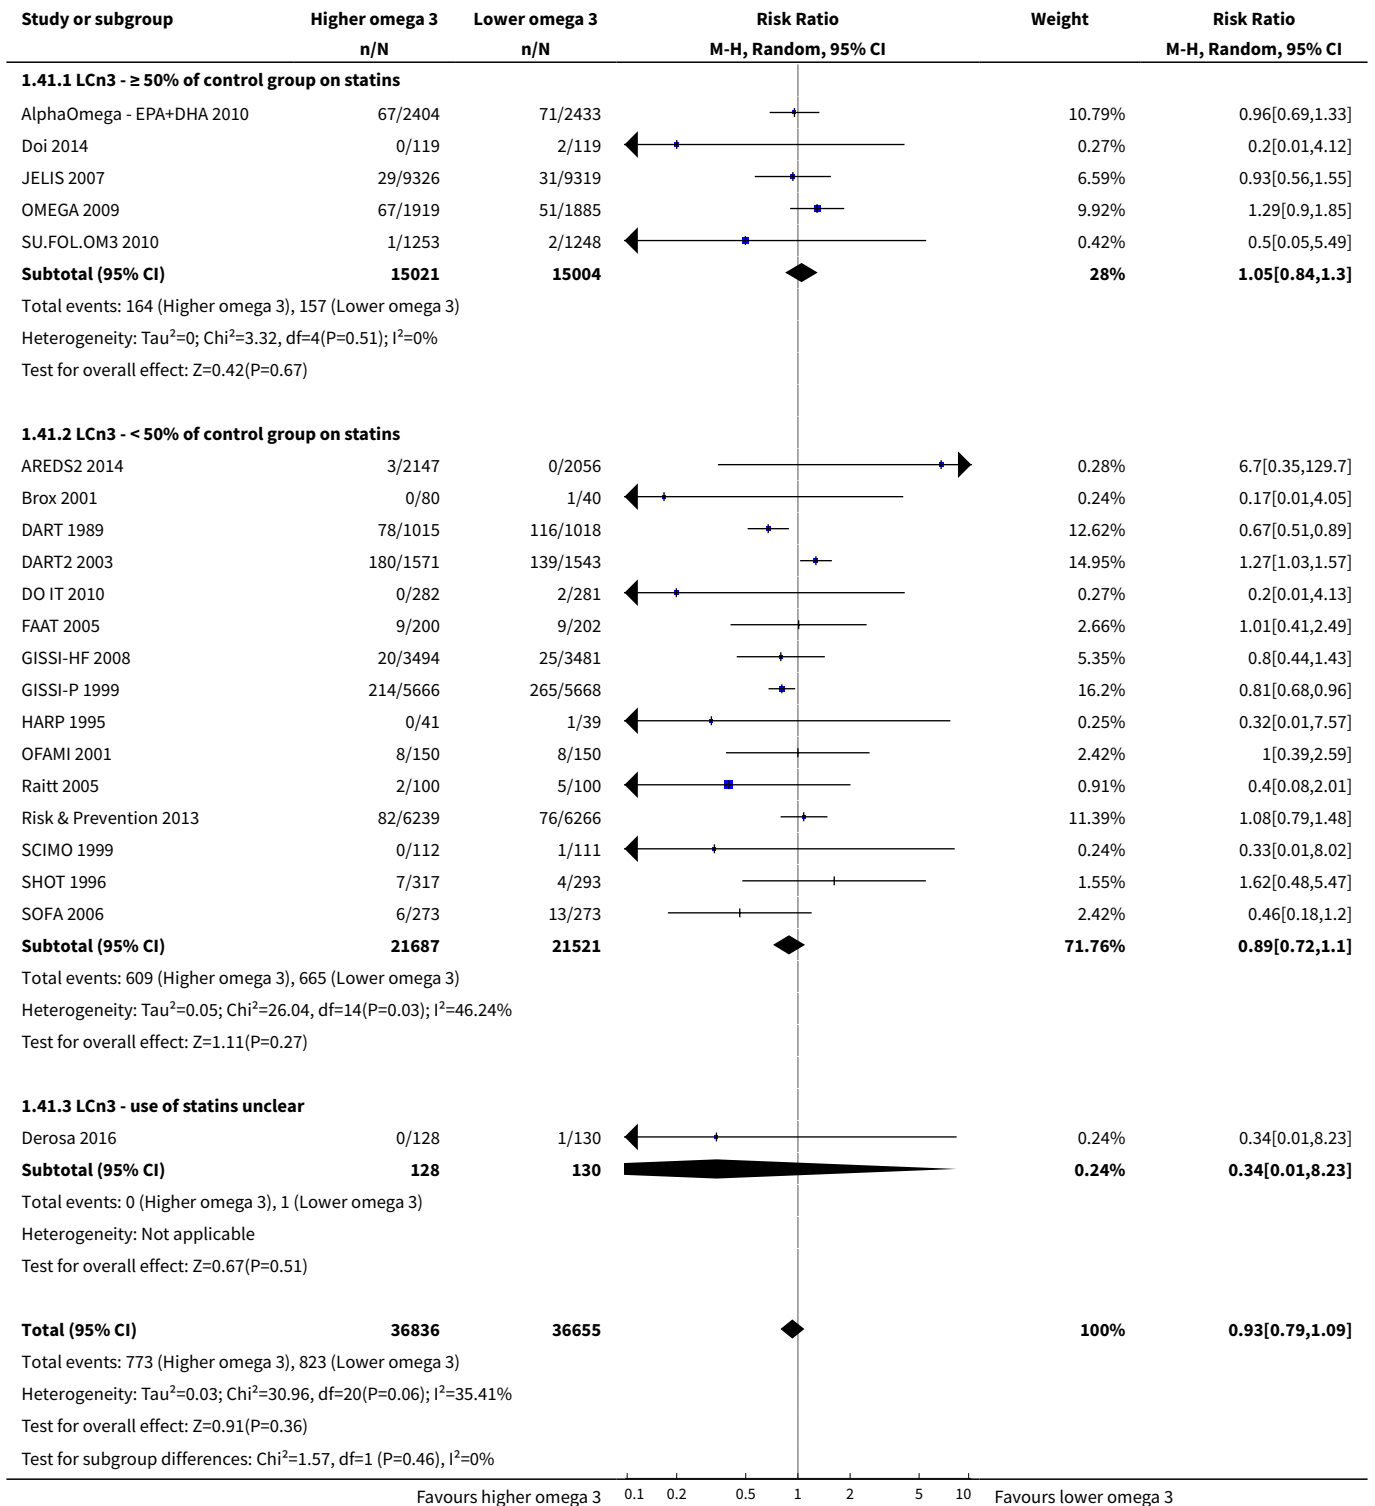 Study or subgroup Higher omega 3 Lower omega 3 Risk Ratio Weight Risk Ratio
n/N n/N M-H, Random, 95% CI M-H, Random, 95% CI
1.41.1 LCn3 - ≥ 50% of control group on statins
AlphaOmega - EPA+DHA 2010 67/2404 71/2433 10.79% 0.96[0.69,1.33]
Doi 2014 0/119 2/119 0.27% 0.2[0.01,4.12]
JELIS 2007 29/9326 31/9319 6.59% 0.93[0.56,1.55]
OMEGA 2009 67/1919 51/1885 9.92% 1.29[0.9,1.85]
SU.FOL.OM3 2010 1/1253 2/1248 0.42% 0.5[0.05,5.49]
Subtotal (95% CI) 15021 15004 28% 1.05[0.84,1.3]
Total events: 164 (Higher omega 3), 157 (Lower omega 3)
Heterogeneity: Tau²=0; Chi²=3.32, df=4(P=0.51); I²=0%
Test for overall effect: Z=0.42(P=0.67)
1.41.2 LCn3 - < 50% of control group on statins
AREDS2 2014 3/2147 0/2056 0.28% 6.7[0.35,129.7]
Brox 2001 0/80 1/40 0.24% 0.17[0.01,4.05]
DART 1989 78/1015 116/1018 12.62% 0.67[0.51,0.89]
DART2 2003 180/1571 139/1543 14.95% 1.27[1.03,1.57]
DO IT 2010 0/282 2/281 0.27% 0.2[0.01,4.13]
FAAT 2005 9/200 9/202 2.66% 1.01[0.41,2.49]
GISSI-HF 2008 20/3494 25/3481 5.35% 0.8[0.44,1.43]
GISSI-P 1999 214/5666 265/5668 16.2% 0.81[0.68,0.96]
HARP 1995 0/41 1/39 0.25% 0.32[0.01,7.57]
OFAMI 2001 8/150 8/150 2.42% 1[0.39,2.59]
Raitt 2005 2/100 5/100 0.91% 0.4[0.08,2.01]
Risk & Prevention 2013 82/6239 76/6266 11.39% 1.08[0.79,1.48]
SCIMO 1999 0/112 1/111 0.24% 0.33[0.01,8.02]
SHOT 1996 7/317 4/293 1.55% 1.62[0.48,5.47]
SOFA 2006 6/273 13/273 2.42% 0.46[0.18,1.2]
Subtotal (95% CI) 21687 21521 71.76% 0.89[0.72,1.1]
Total events: 609 (Higher omega 3), 665 (Lower omega 3)
Heterogeneity: Tau²=0.05; Chi²=26.04, df=14(P=0.03); I²=46.24%
Test for overall effect: Z=1.11(P=0.27)
1.41.3 LCn3 - use of statins unclear
Derosa 2016 0/128 1/130 0.24% 0.34[0.01,8.23]
Subtotal (95% CI) 128 130 0.24% 0.34[0.01,8.23]
Total events: 0 (Higher omega 3), 1 (Lower omega 3)
Heterogeneity: Not applicable
Test for overall effect: Z=0.67(P=0.51)
Total (95% CI) 36836 36655 100% 0.93[0.79,1.09]
Total events: 773 (Higher omega 3), 823 (Lower omega 3)
Heterogeneity: Tau²=0.03; Chi²=30.96, df=20(P=0.06); I²=35.41%
Test for overall effect: Z=0.91(P=0.36)
Test for subgroup differences: Chi²=1.57, df=1 (P=0.46), I²=0%
Favours higher omega 3 0.1 0.2 0.5 1 2 5 10 Favours lower omega 3